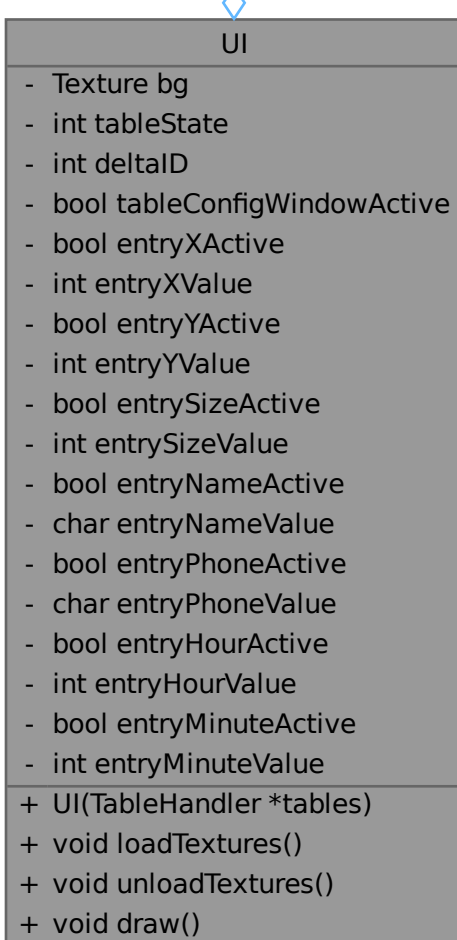 UI
- Texture bg
- int tableState
- int deltaID
- bool tableConfigWindowActive
- bool entryXActive
- int entryXValue
- bool entryYActive
- int entryYValue
- bool entrySizeActive
- int entrySizeValue
- bool entryNameActive
- char entryNameValue
- bool entryPhoneActive
- char entryPhoneValue
- bool entryHourActive
- int entryHourValue
- bool entryMinuteActive
- int entryMinuteValue
+ UI(TableHandler *tables)
+ void loadTextures()
+ void unloadTextures()
+ void draw()